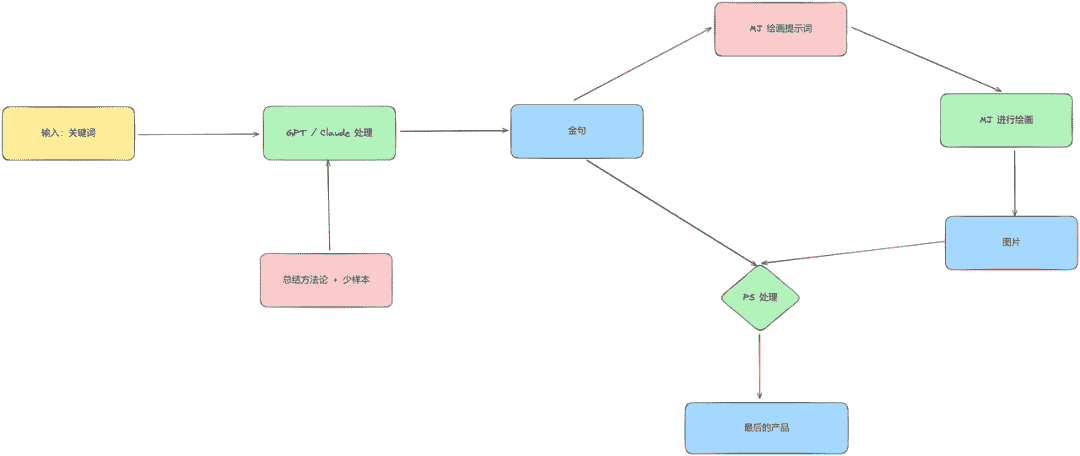 MJ 绘画提示词
输入：关键词
GPT / Claude 处理
金句
MJ 进行绘画
总结方法论 + 少样本
图片
PS 处理
最后的产品